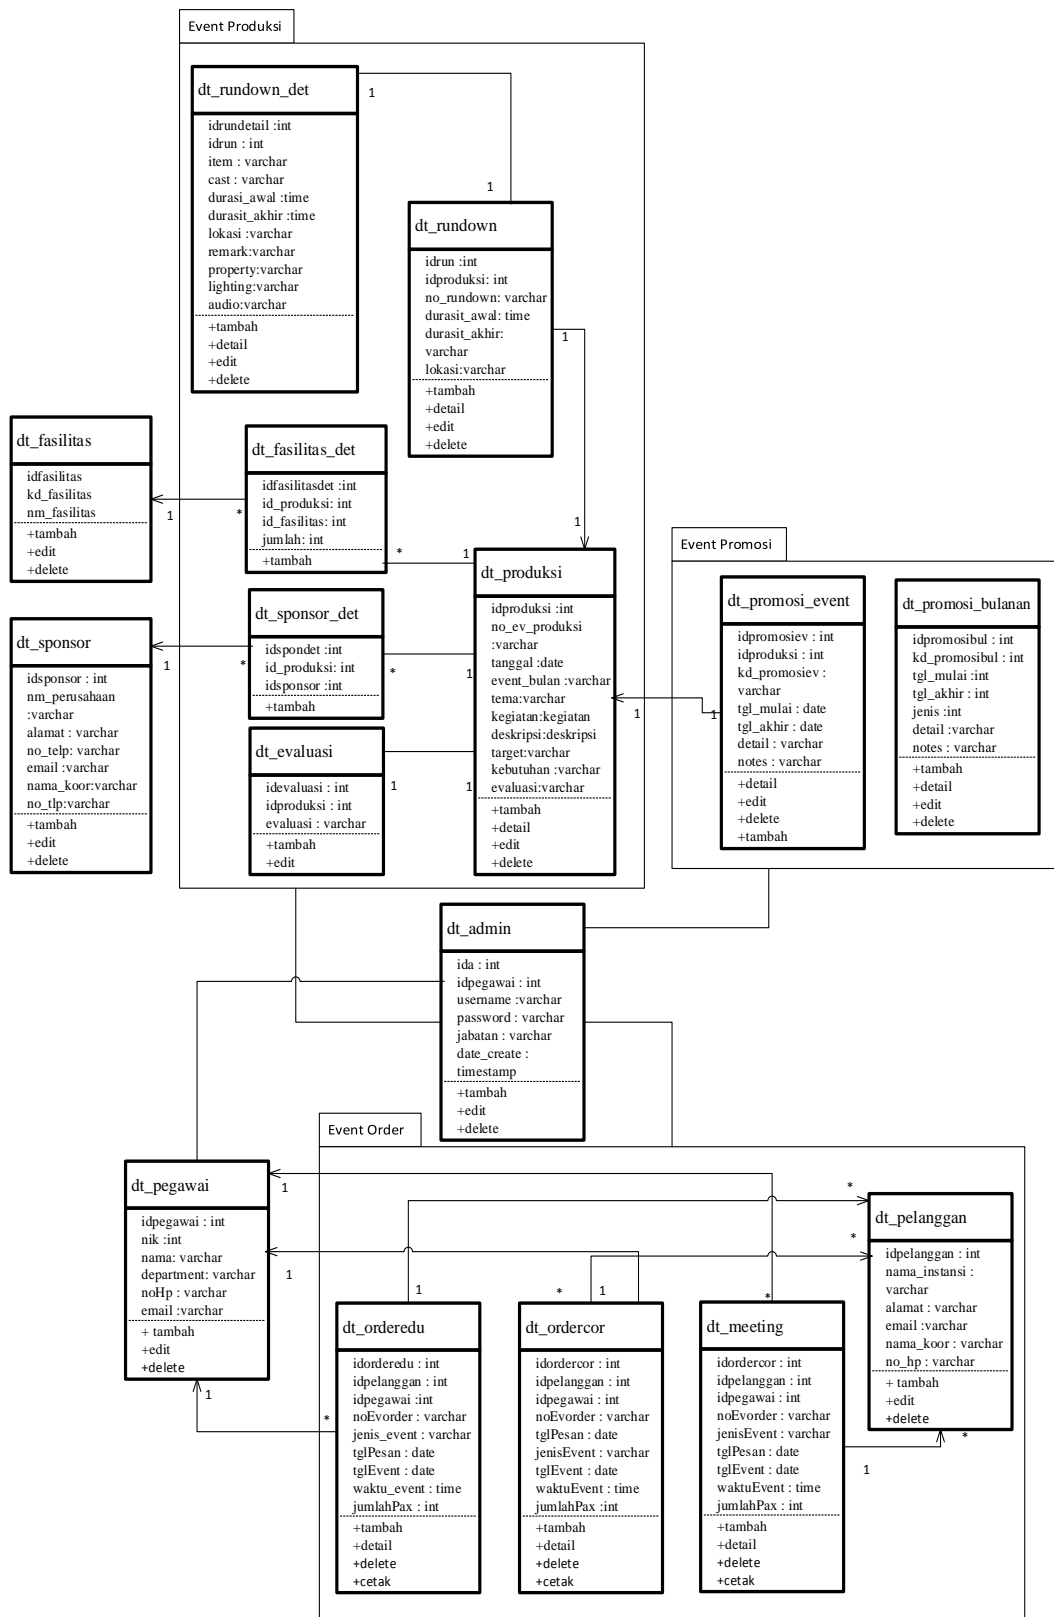 Event Produksi
dt_rundown_det
idrundetail :int
idrun : int
item : varchar
cast : varchar
durasi_awal :time
durasit_akhir :time
lokasi :varchar
remark:varchar
property:varchar
lighting:varchar
audio:varchar
+tambah
+detail
+edit
+delete
1
1
dt_rundown
idrun :int
idproduksi: int
no_rundown: varchar
durasit_awal: time
durasit_akhir:
varchar
lokasi:varchar
+tambah
+detail
+edit
+delete
1
1
dt_fasilitas
idfasilitas
kd_fasilitas
nm_fasilitas
+tambah
+edit
+delete
1
*
dt_fasilitas_det
idfasilitasdet :int
id_produksi: int
id_fasilitas: int
jumlah: int
+tambah
*
1
dt_sponsor
idsponsor : int
nm_perusahaan
:varchar
alamat : varchar
no_telp: varchar
email :varchar
nama_koor:varchar
no_tlp:varchar
+tambah
+edit
+delete
1
*
dt_sponsor_det
idspondet : int
id_produksi: int
idsponsor :int
+tambah
*
1
dt_evaluasi
idevaluasi : int
idproduksi : int
evaluasi : varchar
+tambah
+edit
1
1
dt_produksi
idproduksi :int
no_ev_produksi
:varchar
tanggal :date
event_bulan :varchar
tema:varchar
kegiatan:kegiatan
deskripsi:deskripsi
target:varchar
kebutuhan :varchar
evaluasi:varchar
+tambah
+detail
+edit
+delete
1
1
Event Promosi
dt_promosi_event
idpromosiev : int
idproduksi : int
kd_promosiev :
varchar
tgl_mulai : date
tgl_akhir : date
detail : varchar
notes : varchar
+detail
+edit
+delete
+tambah
dt_promosi_bulanan
idpromosibul : int
kd_promosibul : int
tgl_mulai :int
tgl_akhir : int
jenis :int
detail :varchar
notes : varchar
+tambah
+detail
+edit
+delete
dt_admin
ida : int
idpegawai : int
username :varchar
password : varchar
jabatan : varchar
date_create :
timestamp
+tambah
+edit
+delete
Event Order
dt_pegawai
idpegawai : int
nik :int
nama: varchar
department: varchar
noHp : varchar
email :varchar
+ tambah
+edit
+delete
1
1
1
*
dt_orderedu
idorderedu : int
idpelanggan : int
idpegawai :int
noEvorder : varchar
jenis_event : varchar
tglPesan : date
tglEvent : date
waktu_event : time
jumlahPax : int
+tambah
+detail
+delete
+cetak
1
*
1
*
dt_ordercor
idordercor : int
idpelanggan : int
idpegawai : int
noEvorder : varchar
tglPesan : date
jenisEvent : varchar
tglEvent : date
waktuEvent : time
jumlahPax :int
+tambah
+detail
+delete
+cetak
dt_meeting
idordercor : int
idpelanggan : int
idpegawai : int
noEvorder : varchar
jenisEvent : varchar
tglPesan : date
tglEvent : date
waktuEvent : time
jumlahPax : int
+tambah
+detail
+delete
+cetak
*
*
dt_pelanggan
idpelanggan : int
nama_instansi :
varchar
alamat : varchar
email :varchar
nama_koor : varchar
no_hp : varchar
+ tambah
+edit
+delete
1
*